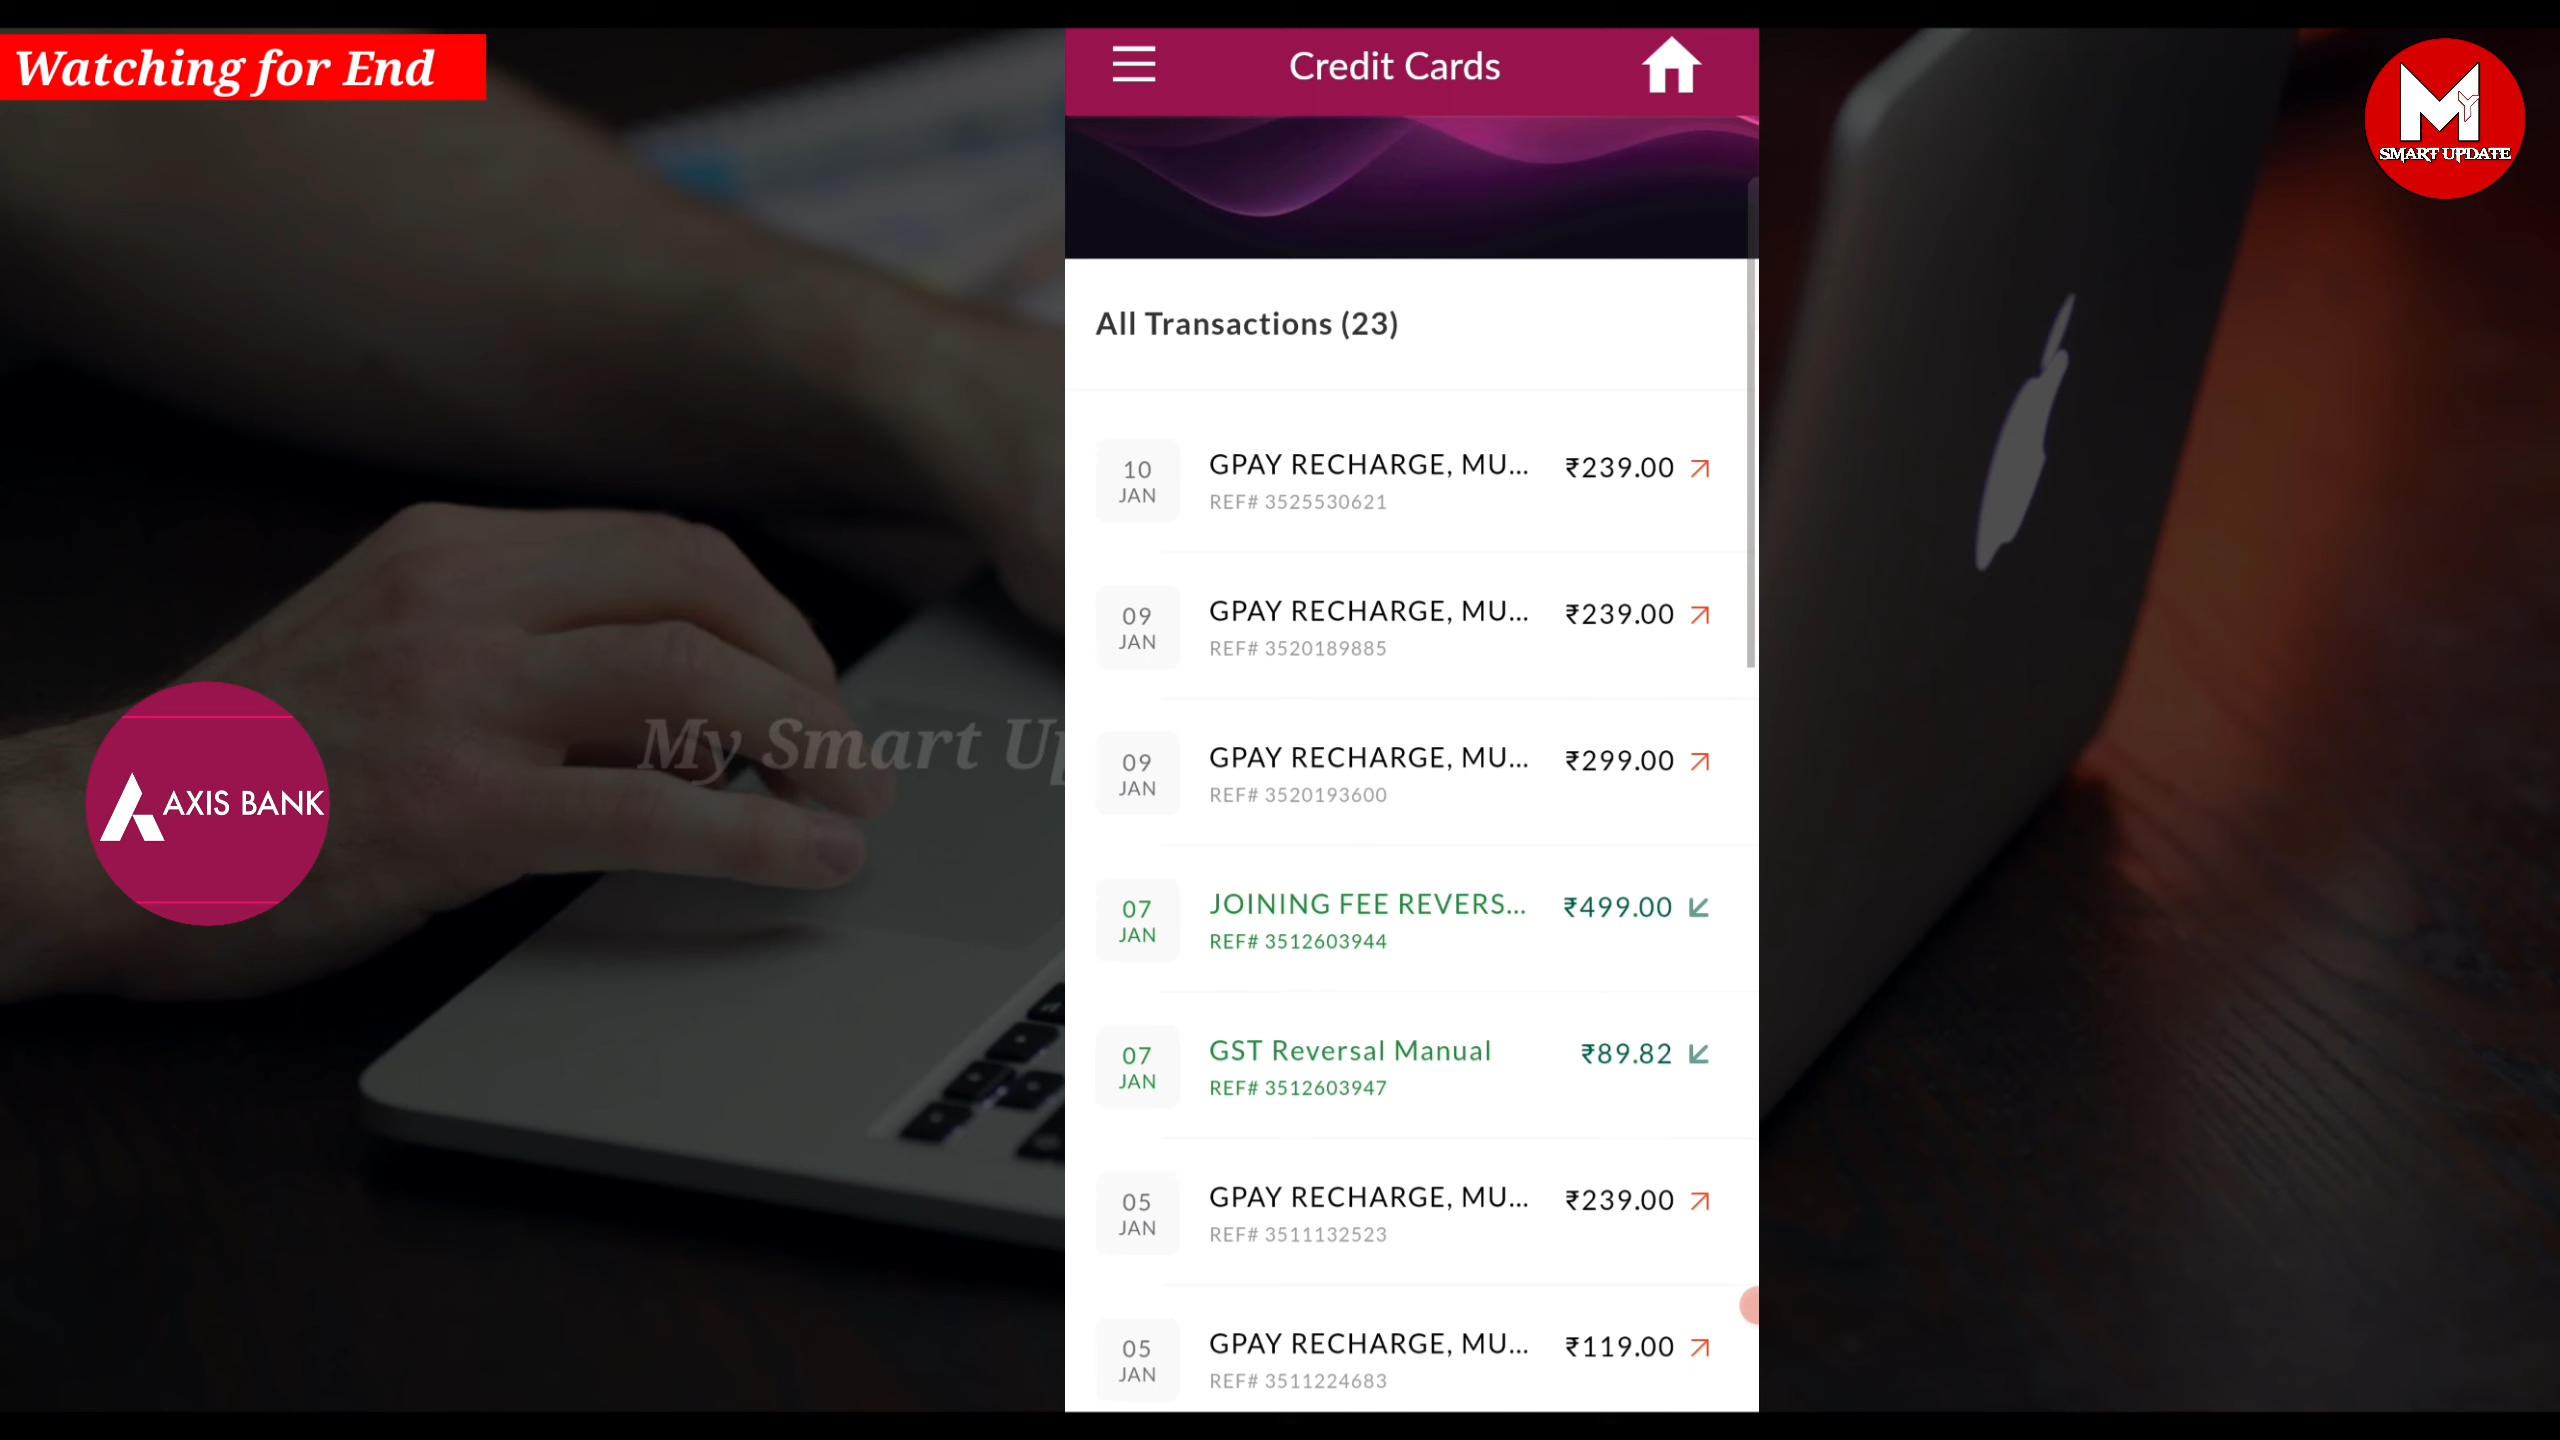 Watching for End
Credit Cards
M
Y
SMART UPDATE
All Transactions (23)
10
JAN
GPAY RECHARGE, MU...
₹239.00
REF# 3525530621
09
JAN
GPAY RECHARGE, MU...
₹239.00
REF# 3520189885
09
JAN
GPAY RECHARGE, MU...
₹299.00
REF# 3520193600
My Smart Up
AXIS BANK
07
JAN
JOINING FEE REVERS...
₹499.00
REF# 3512603944
07
JAN
GST Reversal Manual
₹89.82
REF# 3512603947
05
JAN
GPAY RECHARGE, MU...
₹239.00
REF# 3511132523
05
JAN
GPAY RECHARGE, MU...
₹119.00
REF# 3511224683